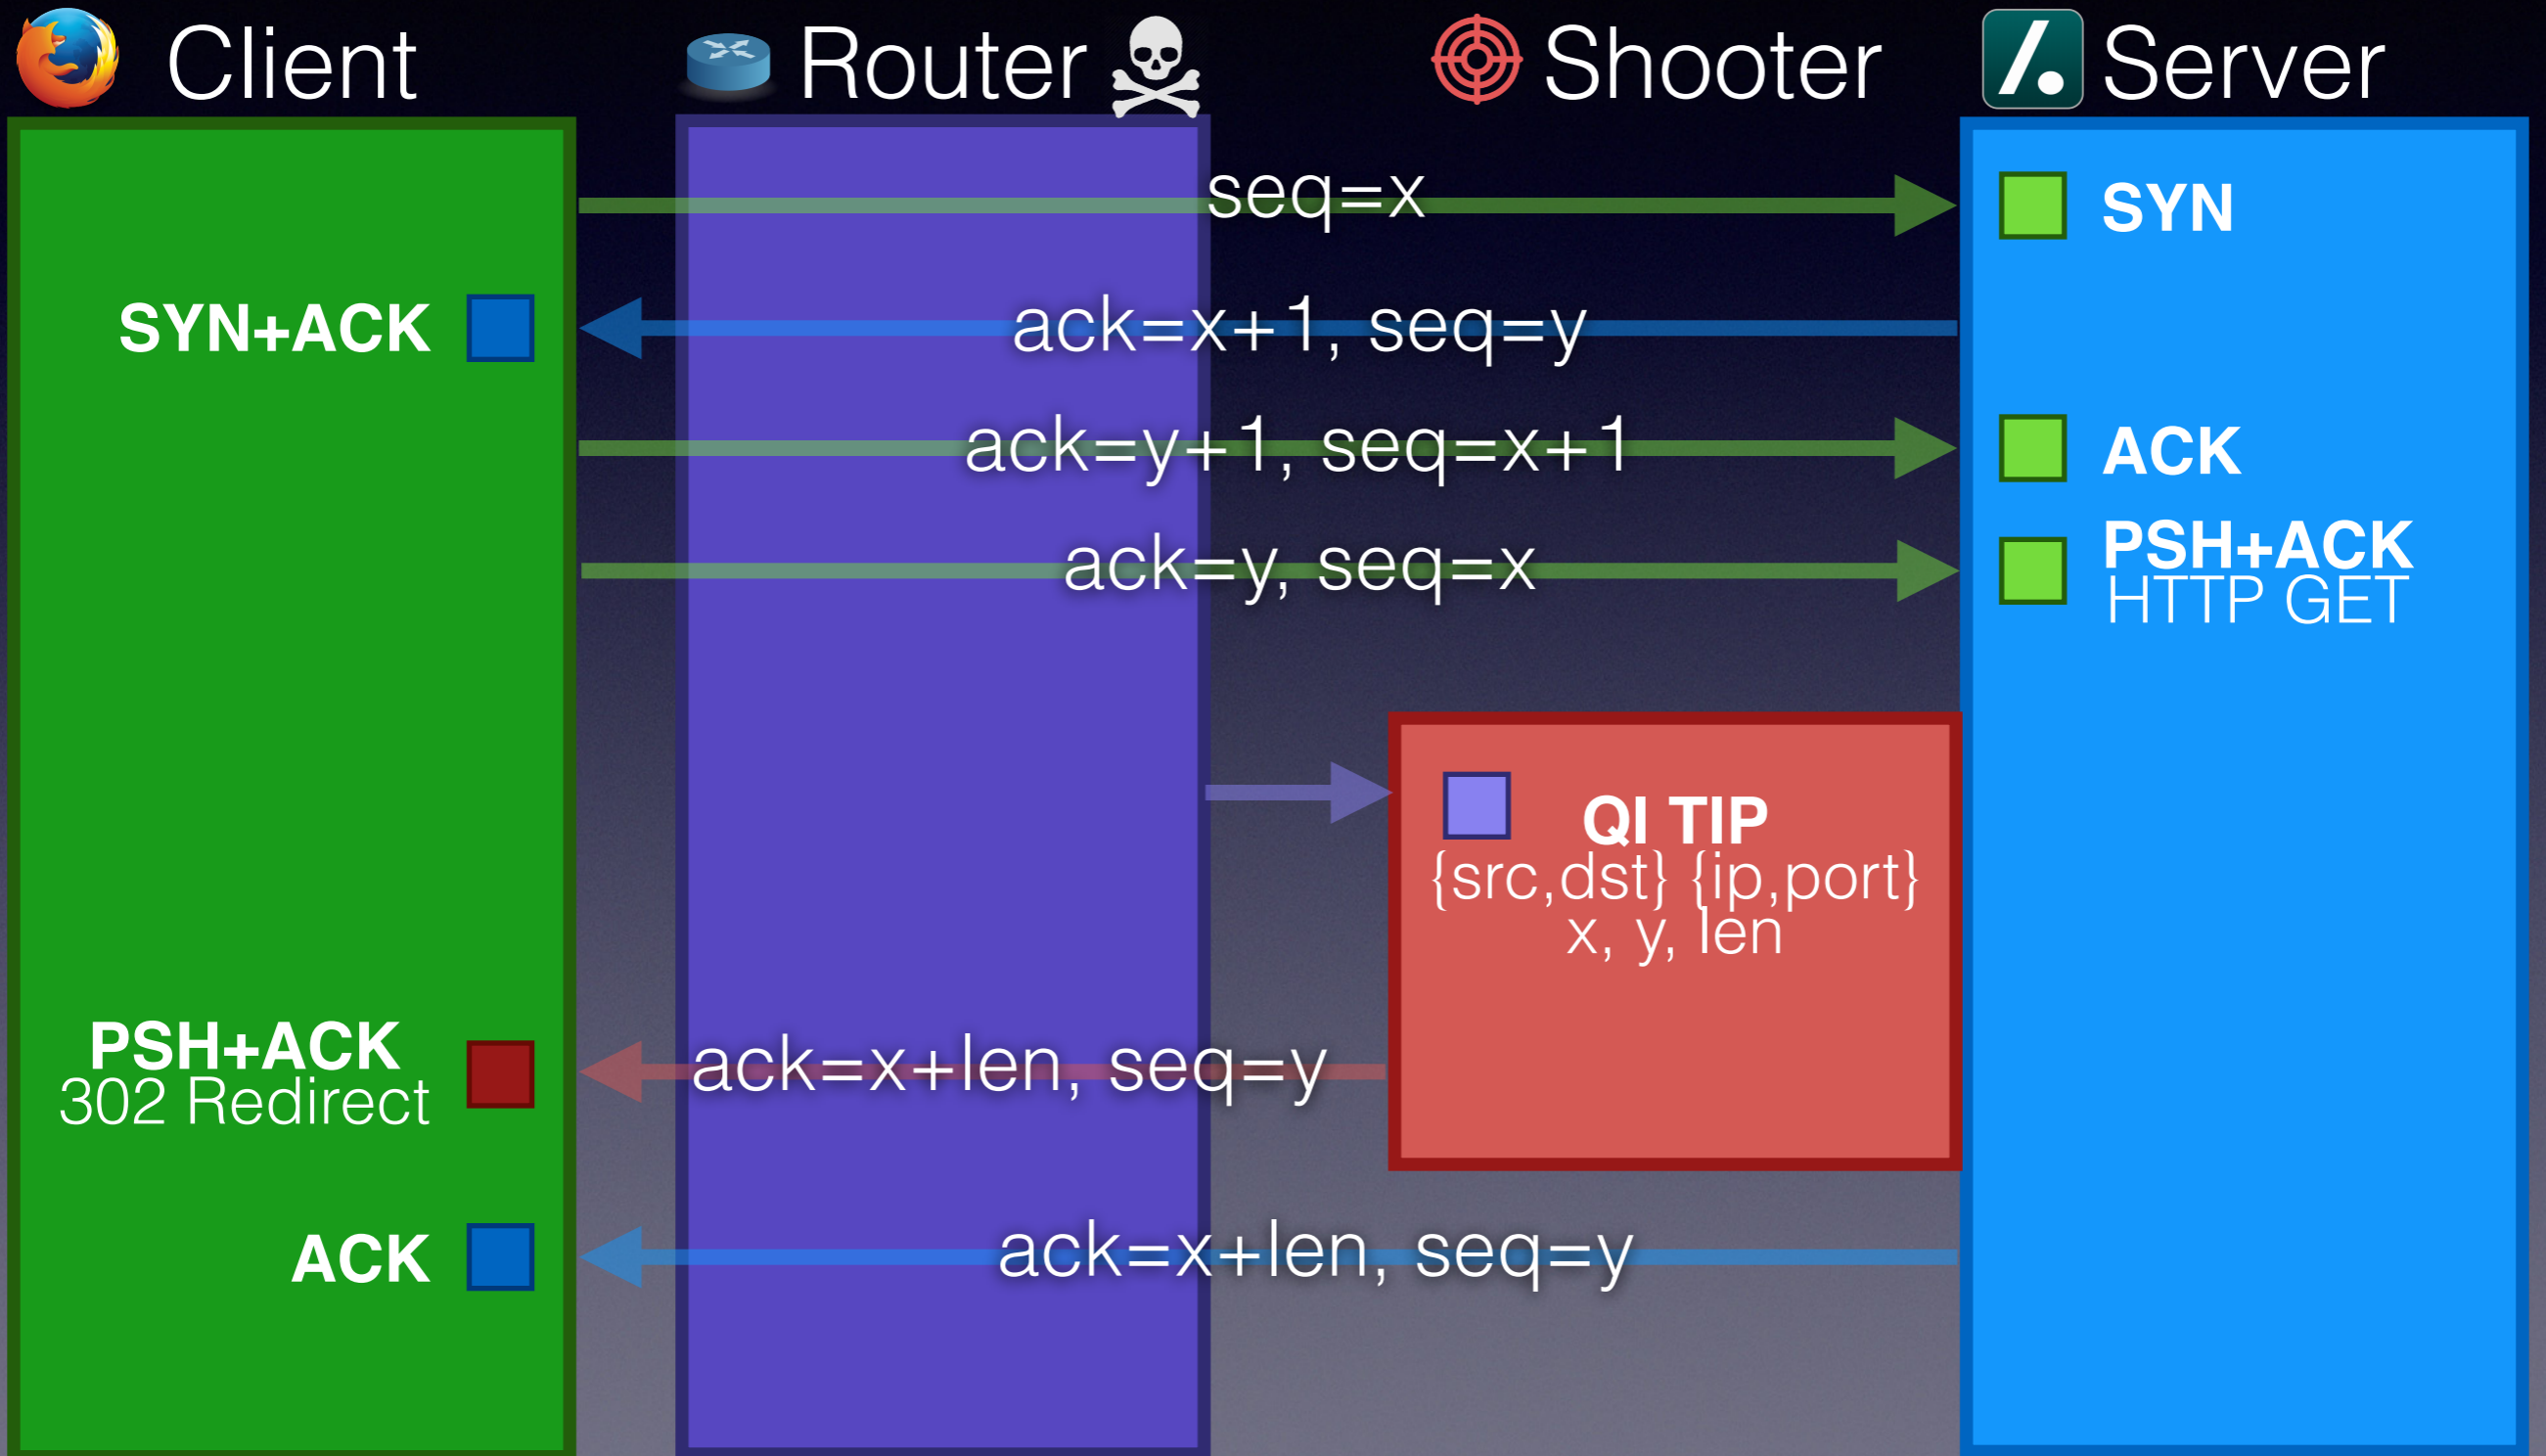 Client
Router
Shooter
Server
seq=x
SYN
SYN+ACK
ack=x+1, seq=y
ack=y+1, seq=x+1
ACK
ack=y, seq=x
PSH+ACK
HTTP GET
QI TIP
{src,dst} {ip,port}
x, y, len
PSH+ACK
302 Redirect
ack=x+len, seq=y
ACK
ack=x+len, seq=y